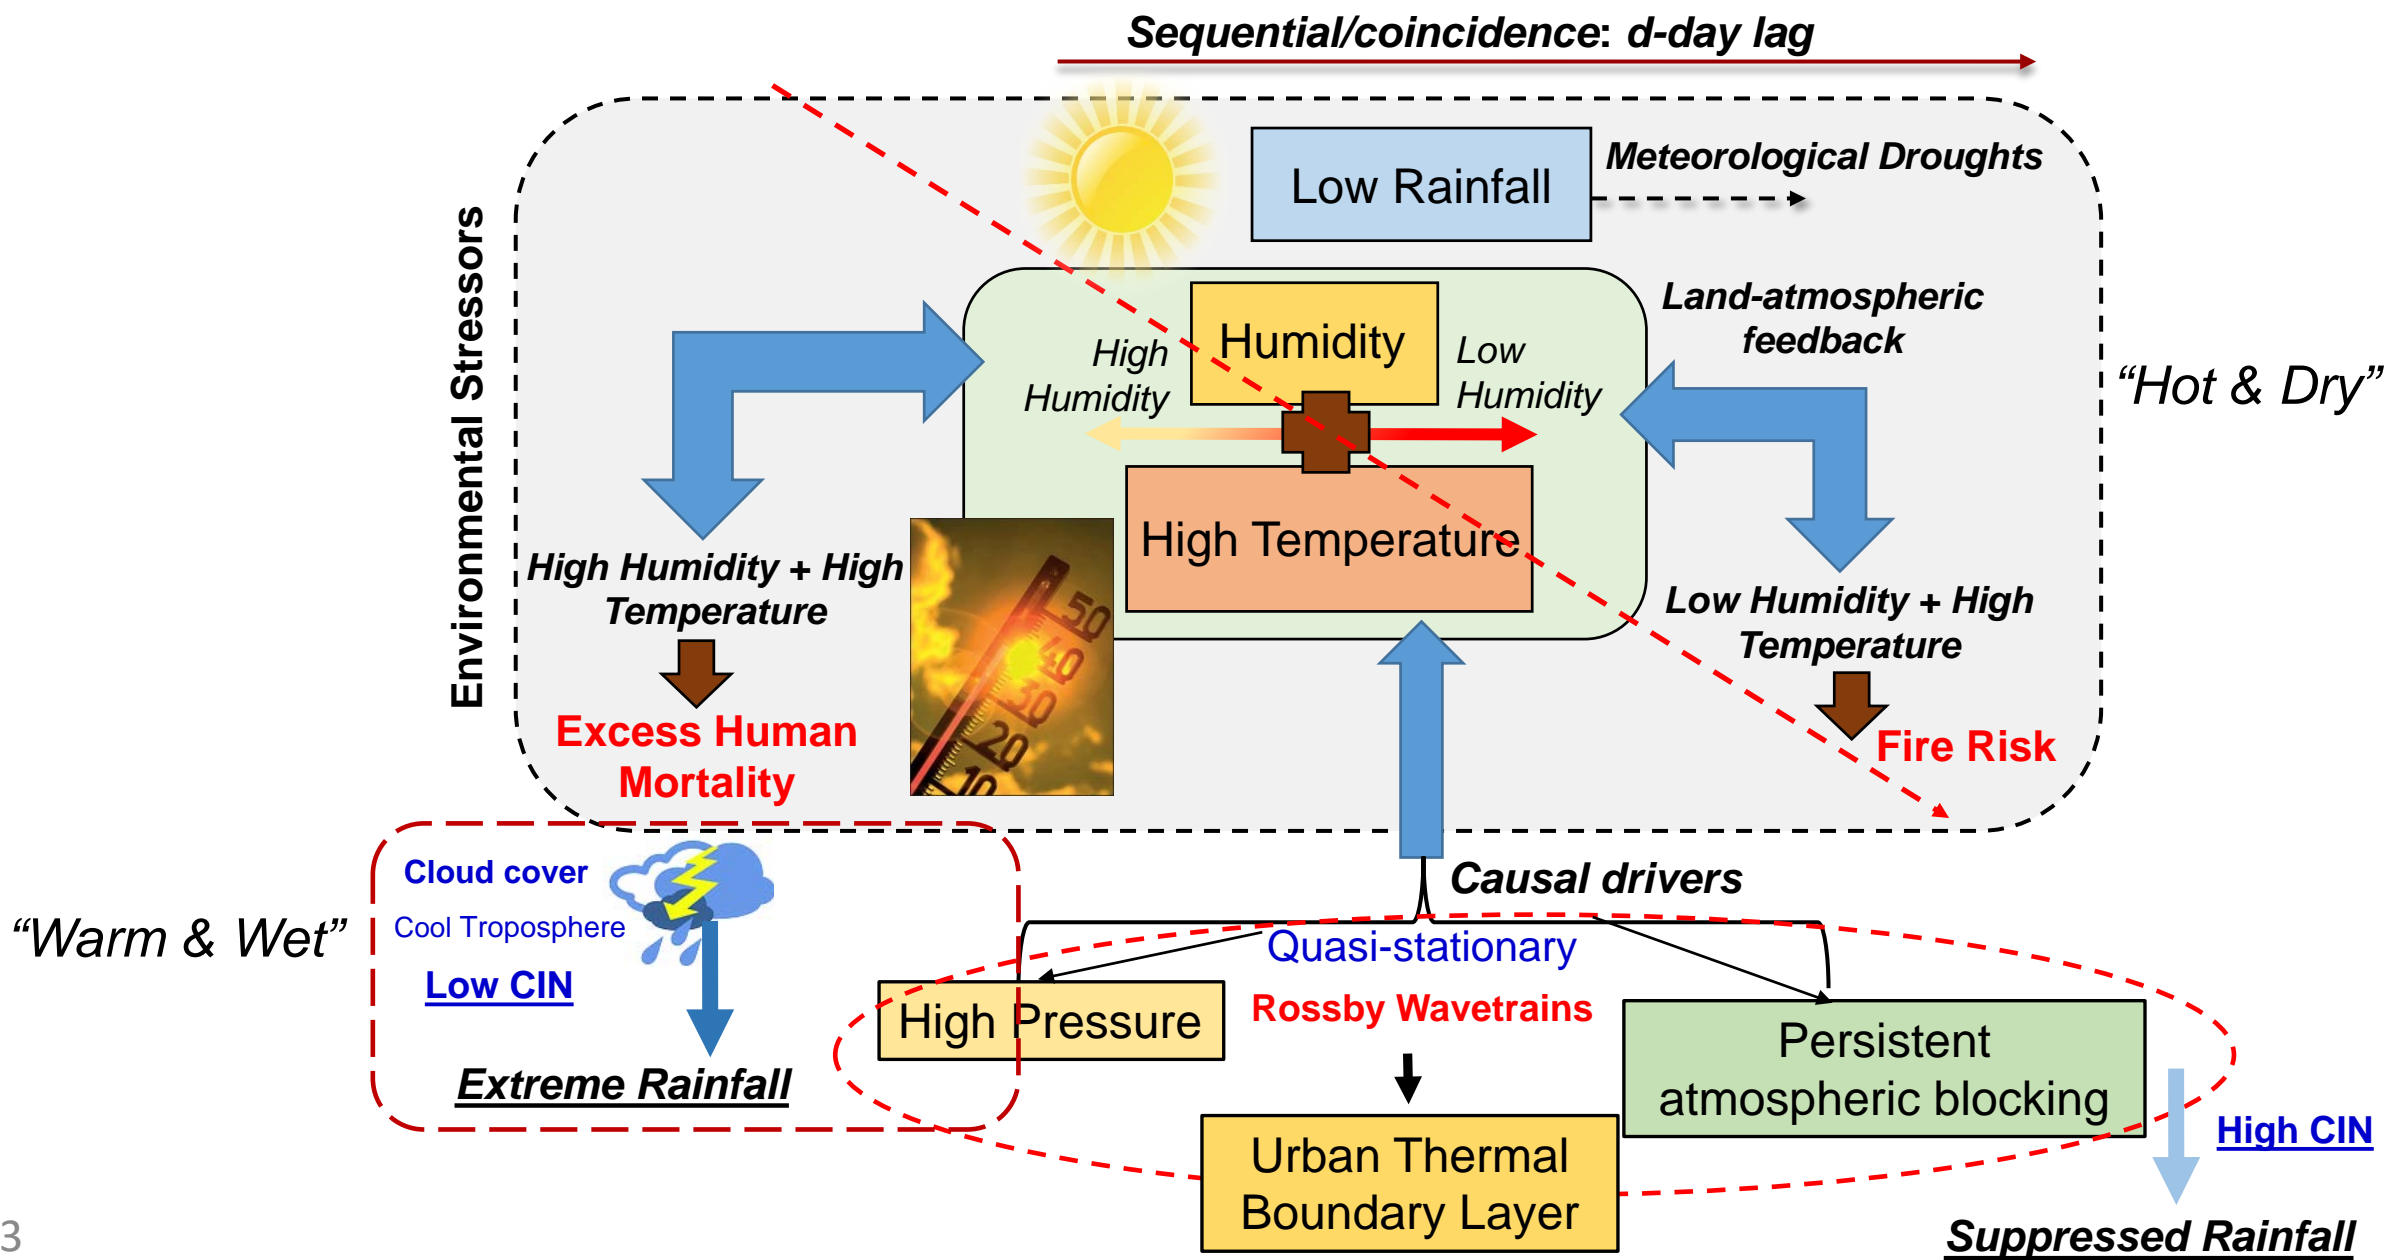 Sequential/coincidence: d-day lag
Environmental Stressors
Low Rainfall
Meteorological Droughts
Land-atmospheric
feedback
"Hot & Dry"
Humidity
High
Humidity
Low
Humidity
High Temperature
High Humidity + High
Temperature
Excess Human
Mortality
50
40
30
20
10
Low Humidity + High
Temperature
Fire Risk
"Warm & Wet"
Cloud cover
Cool Troposphere
Low CIN
Extreme Rainfall
Causal drivers
Quasi-stationary
Rossby Wavetrains
High Pressure
Persistent
atmospheric blocking
Urban Thermal
Boundary Layer
High CIN
Suppressed Rainfall
3